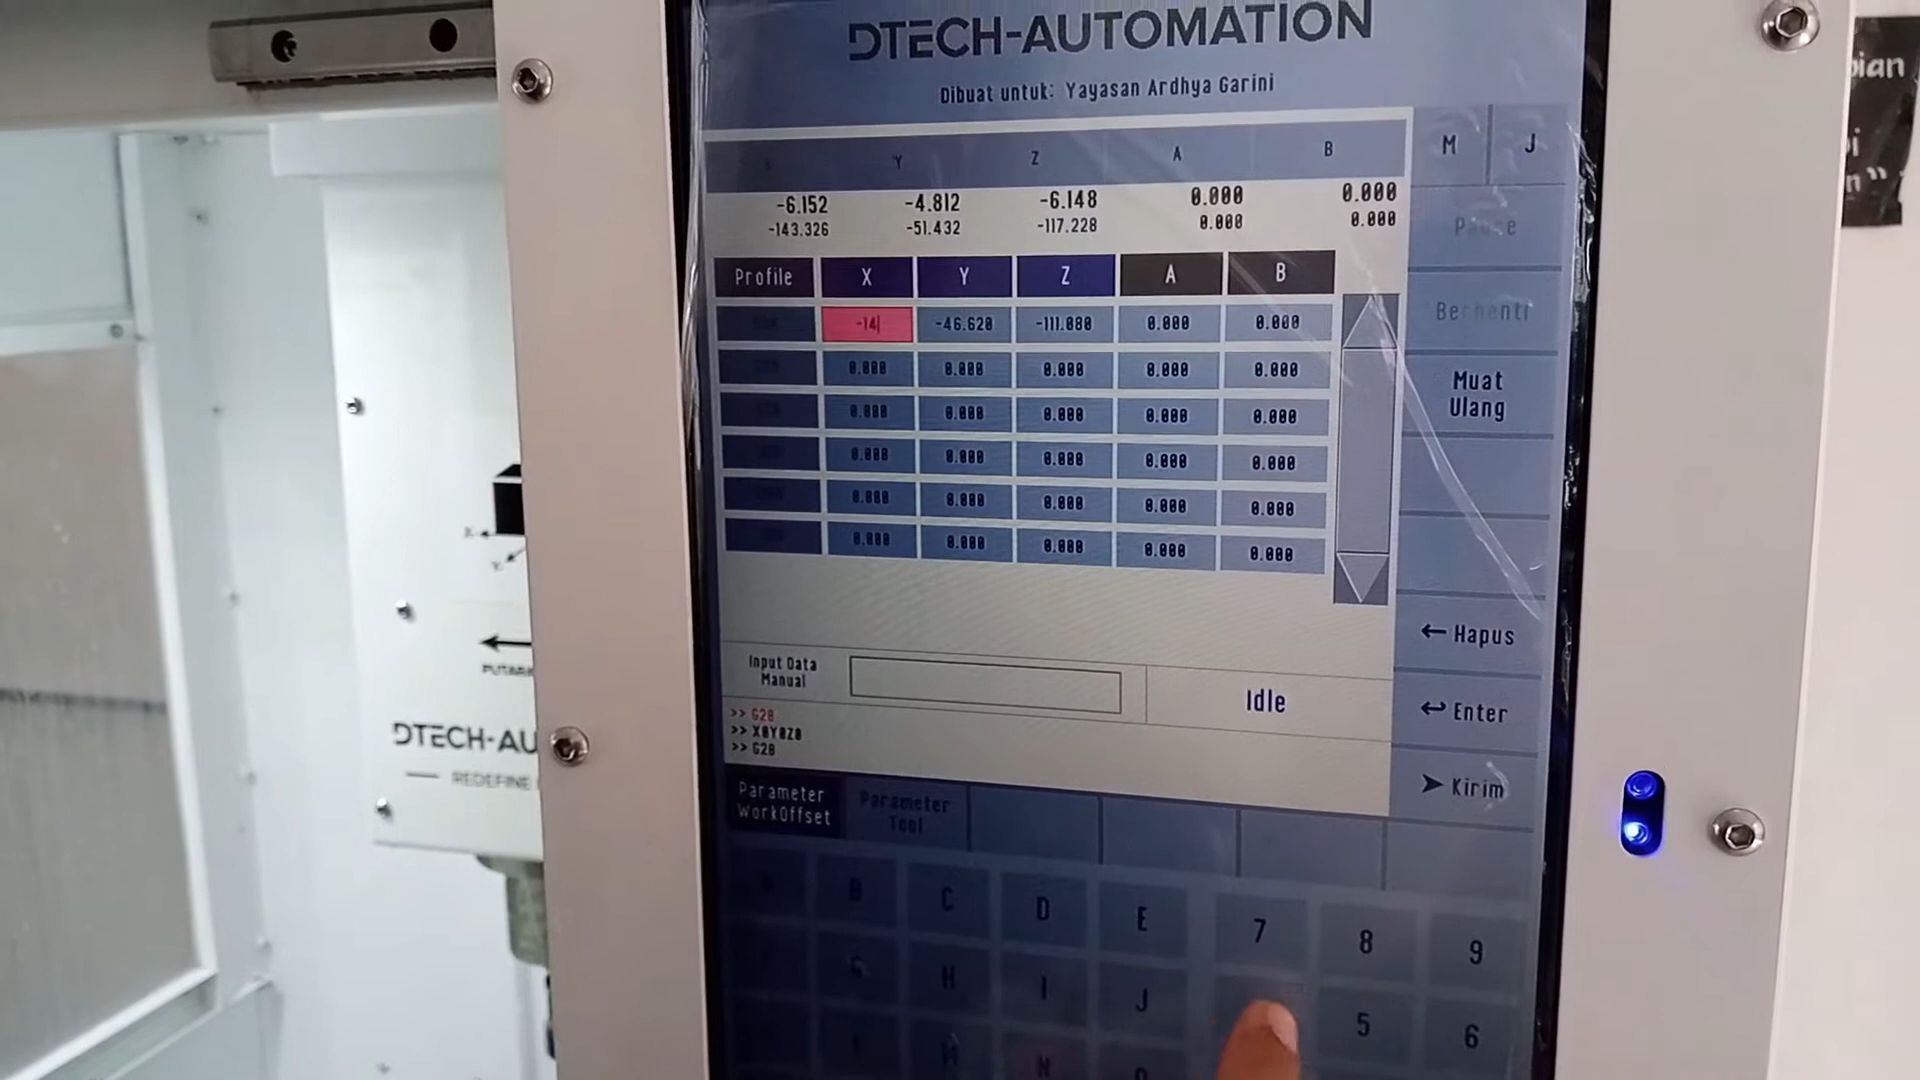 DTECH-AUTOMATION
Dibuat untuk: Yayasan Ardhya Garini
Y Z A B
-6.152 -4.812 -6.148 0.000 0.000
-143.326 -51.432 -117.228 0.000 0.000
Profile X Y Z A B
-14 -46.620 -111.080 0.000 0.000
0.000 0.000 0.000 0.000 0.000
0.000 0.000 0.000 0.000 0.000
0.000 0.000 0.000 0.000 0.000
0.000 0.000 0.000 0.000 0.000
0.000 0.000 0.000 0.000 0.000
M J
Pause
Berhenti
Muat
Ulang
← Hapus
↩ Enter
➤ Kirim
Input Data
Manual
Idle
>> G28
>> X0Y0Z0
>> G28
Parameter
WorkOffset
Parameter
Tool
B C D E 7 8 9
G H I J 5 6
X
Y
DTECH-AU
REDEFINE